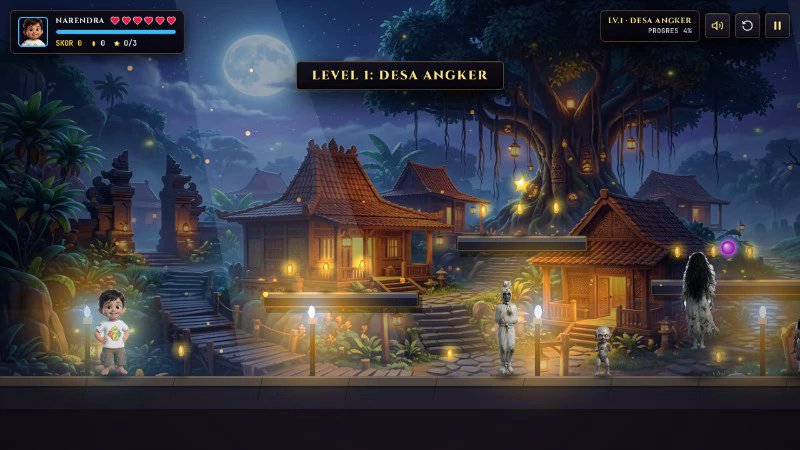 NARENDRA
SKOR 0 0 0/3
LEVEL 1: DESA ANGKER
LV.1 · DESA ANGKER
PROGRES 4%